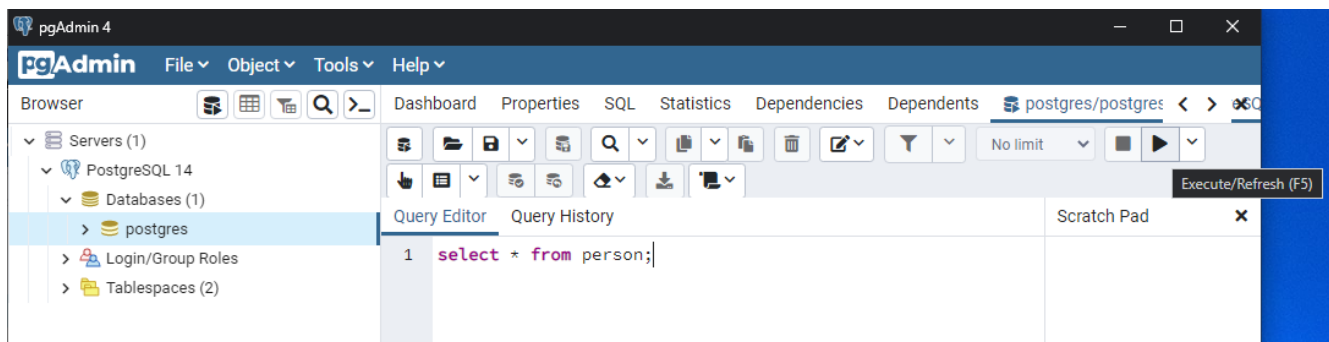 pgAdmin 4
pgAdmin File Object Tools Help
Browser Dashboard Properties SQL Statistics Dependencies Dependents postgres/postgres
Servers (1)
No limit
PostgreSQL 14
Execute/Refresh (F5)
Databases (1)
Query Editor Query History Scratch Pad
postgres
1 select * from person;
Login/Group Roles
Tablespaces (2)